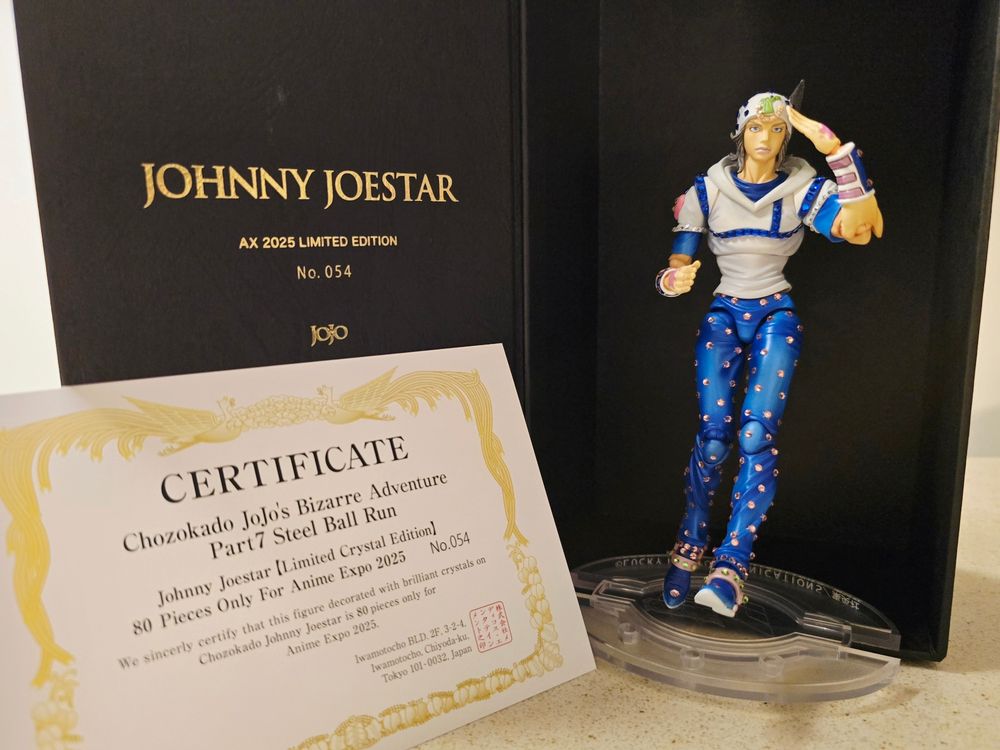 JOHNNY JOESTAR
AX 2025 LIMITED EDITION
No. 054
JOJO
CERTIFICATE
Chozokado JoJo's Bizarre Adventure
Part7 Steel Ball Run
Johnny Joestar [Limited Crystal Edition]
80 Pieces Only For Anime Expo 2025
No.054
We sincerely certify that this figure decorated with brilliant crystals on
Chozokado Johnny Joestar is 80 pieces only for
Anime Expo 2025.
Iwamotocho BLD. 2F, 3-2-4,
Iwamotocho, Chiyoda-ku,
Tokyo 101-0032, Japan
©LUCKY